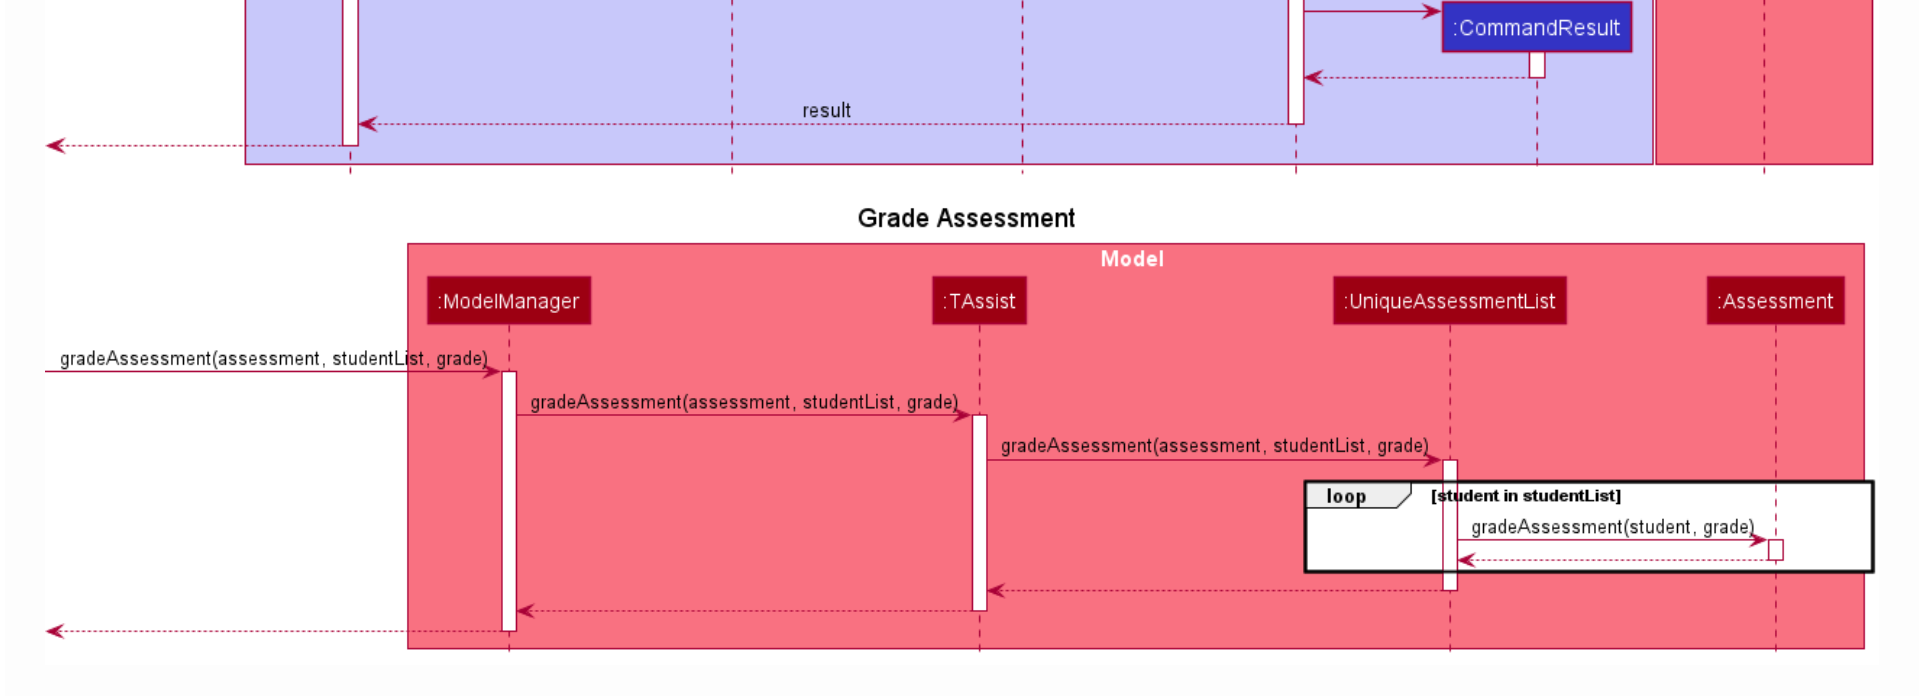 :CommandResult
result
Grade Assessment
Model
:ModelManager
:TAssist
:UniqueAssessmentList
:Assessment
gradeAssessment(assessment, studentList, grade)
gradeAssessment(assessment, studentList, grade)
gradeAssessment(assessment, studentList, grade)
loop
[student in studentList]
gradeAssessment(student, grade)